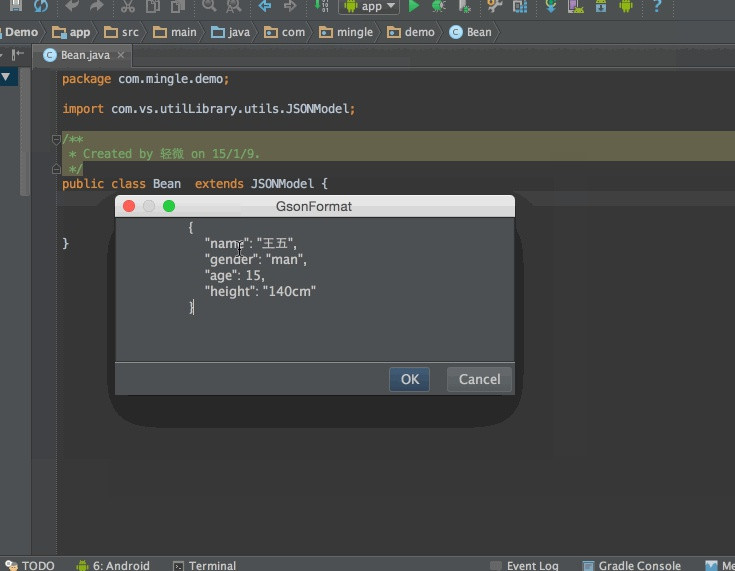 app
Demo app src main java com mingle demo Bean
Bean.java
package com.mingle.demo;
import com.vs.utilLibrary.utils.JSONModel;
/**
* Created by 轻微 on 15/1/9.
*/
public class Bean extends JSONModel {
GsonFormat
{
"name": "王五",
"gender": "man",
"age": 15,
"height": "140cm"
}
}
OK Cancel
TODO 6: Android Terminal Event Log Gradle Console